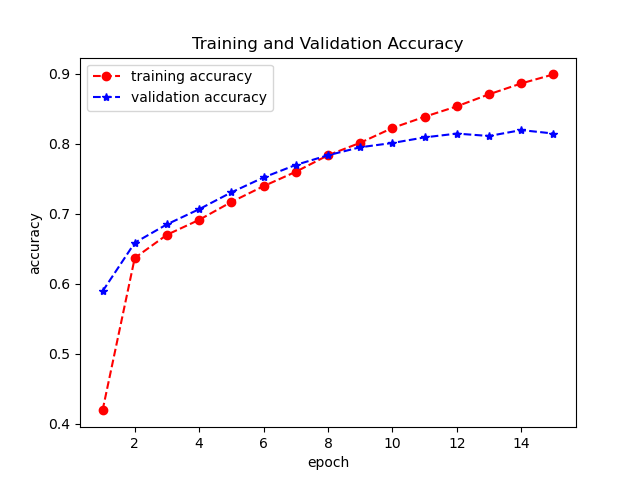 Training and Validation Accuracy
training accuracy
validation accuracy
0.9
0.8
0.7
0.6
0.5
0.4
accuracy
2 4 6 8 10 12 14
epoch